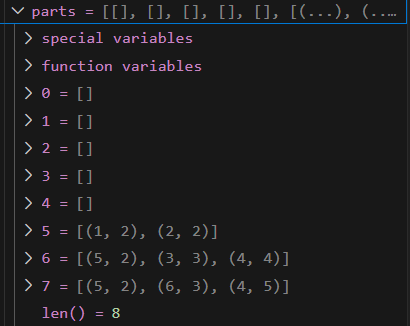 parts = [[], [], [], [], [], [(...), (...
special variables
function variables
0 = []
1 = []
2 = []
3 = []
4 = []
5 = [(1, 2), (2, 2)]
6 = [(5, 2), (3, 3), (4, 4)]
7 = [(5, 2), (6, 3), (4, 5)]
len() = 8